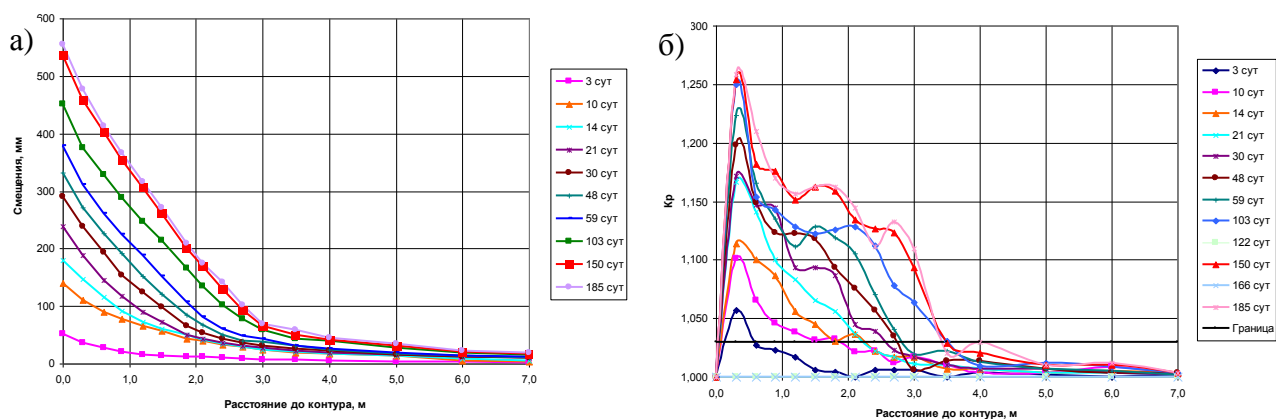 а)
600
500
400
300
200
100
0
Смещения, мм
0,0 1,0 2,0 3,0 4,0 5,0 6,0 7,0
Расстояние до контура, м
3 сут
10 сут
14 сут
21 сут
30 сут
48 сут
59 сут
103 сут
150 сут
185 сут
б)
1,300
1,250
1,200
1,150
1,100
1,050
1,000
Кр
0,0 1,0 2,0 3,0 4,0 5,0 6,0 7,0
Расстояние до контура, м
3 сут
10 сут
14 сут
21 сут
30 сут
48 сут
59 сут
103 сут
122 сут
150 сут
166 сут
185 сут
Граница